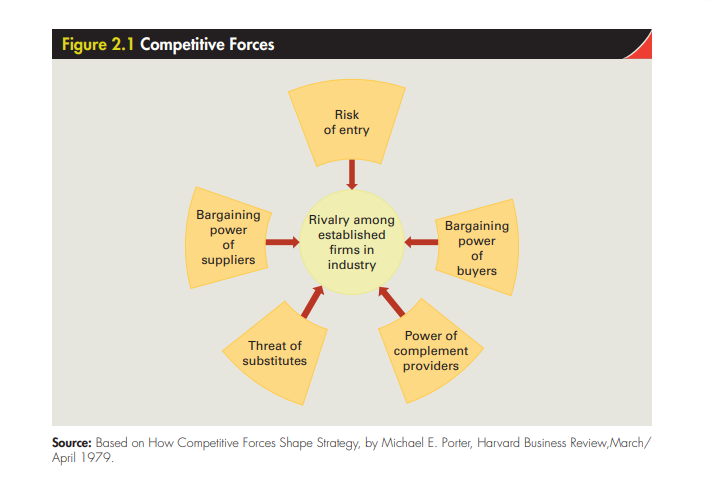 Figure 2.1 Competitive Forces
Risk
of entry
Bargaining
power
of
suppliers
Rivalry among
established
firms in
industry
Bargaining
power
of
buyers
Threat of
substitutes
Power of
complement
providers
Source: Based on How Competitive Forces Shape Strategy, by Michael E. Porter, Harvard Business Review,March/
April 1979.